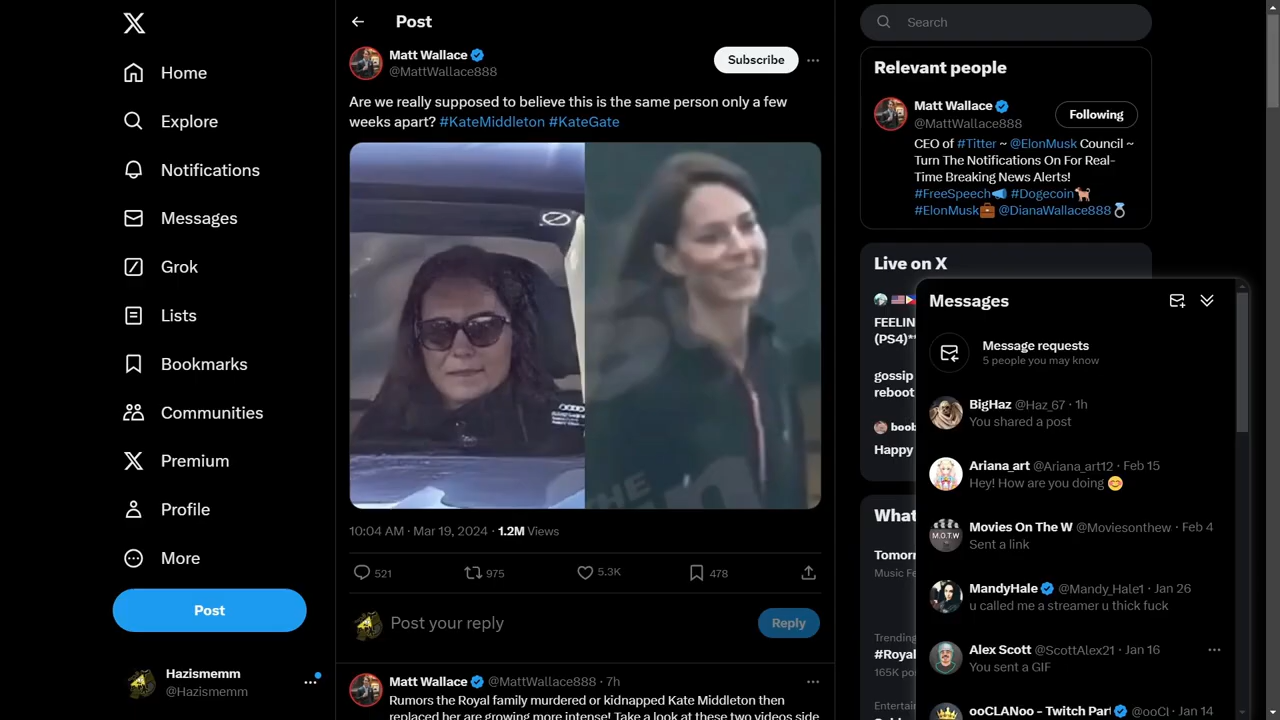 Home
Explore
Notifications
Messages
Grok
Lists
Bookmarks
Communities
Premium
Profile
More
Post
Hazismemm
@Hazismemm
Post
Matt Wallace
@MattWallace888
Subscribe
Are we really supposed to believe this is the same person only a few
weeks apart? #KateMiddleton #KateGate
THE
10:04 AM · Mar 19, 2024 · 1.2M Views
521
975
5.3K
478
Post your reply
Reply
Matt Wallace @MattWallace888 · 7h
Rumors the Royal family murdered or kidnapped Kate Middleton then
replaced her are growing more intense! Take a look at these two videos side
Search
Relevant people
Matt Wallace
@MattWallace888
Following
CEO of #Titter ~ @ElonMusk Council ~
Turn The Notifications On For Real-
Time Breaking News Alerts!
#FreeSpeech📣 #Dogecoin🐕
#ElonMusk💼 @DianaWallace888💍
Live on X
FEELIN
(PS4)**
gossip
reboot
boob
Happy
What
Tomorr
Music Fe
Trending
#Royal
165K po
Entertai
Messages
Message requests
5 people you may know
BigHaz @Haz_67 · 1h
You shared a post
Ariana_art @Ariana_art12 · Feb 15
Hey! How are you doing 😊
Movies On The W @Moviesonthew · Feb 4
Sent a link
MandyHale @Mandy_Hale1 · Jan 26
u called me a streamer u thick fuck
Alex Scott @ScottAlex21 · Jan 16
You sent a GIF
ooCLANoo - Twitch Part @ooCl · Jan 14